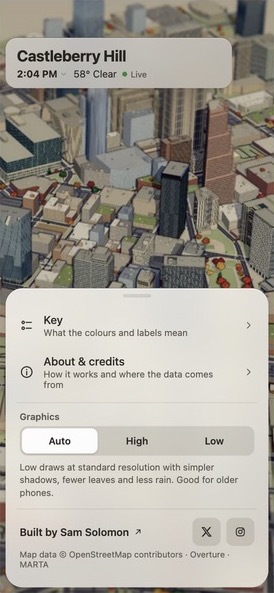 Castleberry Hill
2:04 PM 58° Clear Live
Key
What the colours and labels mean
About & credits
How it works and where the data comes
from
Graphics
Auto High Low
Low draws at standard resolution with simpler
shadows, fewer leaves and less rain. Good for older
phones.
Built by Sam Solomon ↗
Map data © OpenStreetMap contributors · Overture ·
MARTA